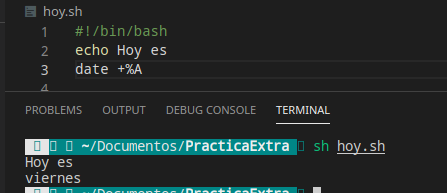 hoy.sh
1 #!/bin/bash
2 echo Hoy es
3 date +%A
4
PROBLEMS OUTPUT DEBUG CONSOLE TERMINAL
~/Documentos/PracticaExtra sh hoy.sh
Hoy es
viernes
~/Documentos/PracticaExtra